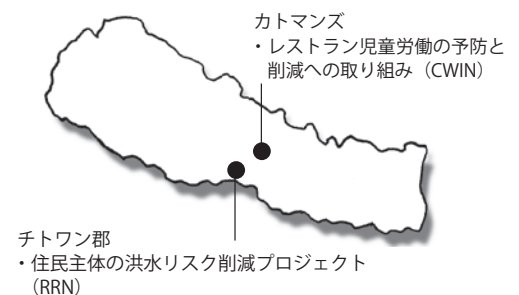 カトマンズ
・レストラン児童労働の予防と
削減への取り組み（CWIN）
チトワン郡
・住民主体の洪水リスク削減プロジェクト
（RRN）